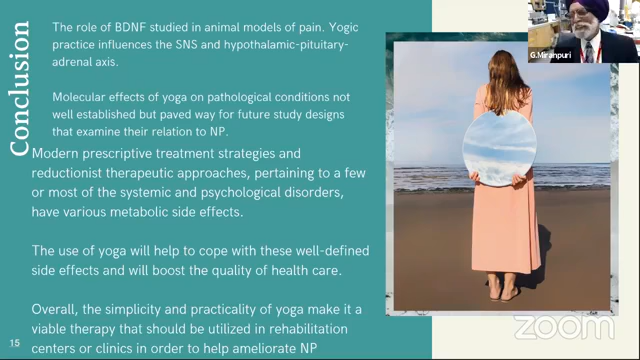 Conclusion
The role of BDNF studied in animal models of pain. Yogic
practice influences the SNS and hypothalamic-pituitary-
adrenal axis.
Molecular effects of yoga on pathological conditions not
well established but paved way for future study designs
that examine their relation to NP.
Modern prescriptive treatment strategies and
reductionist therapeutic approaches, pertaining to a few
or most of the systemic and psychological disorders,
have various metabolic side effects.
The use of yoga will help to cope with these well-defined
side effects and will boost the quality of health care.
Overall, the simplicity and practicality of yoga make it a
viable therapy that should be utilized in rehabilitation
centers or clinics in order to help ameliorate NP
15
G.Miranpuri
zoom